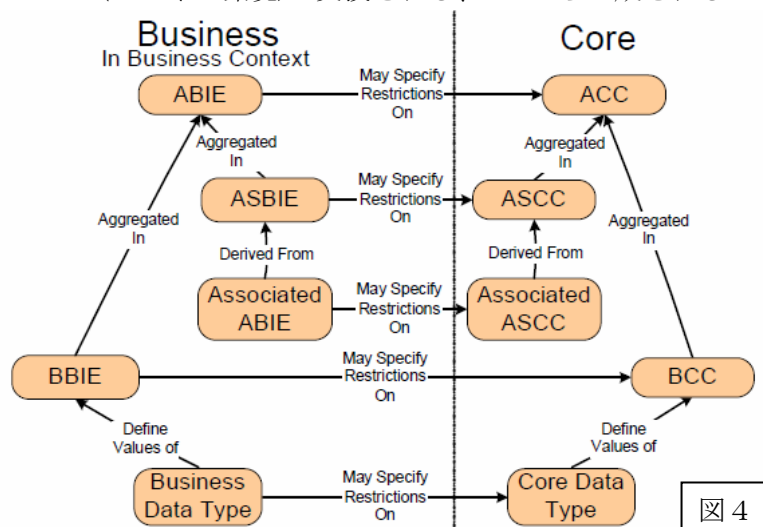 Business
In Business Context
Core
ABIE
May Specify
Restrictions
On
ACC
Aggregated
In
Aggregated
In
ASBIE
May Specify
Restrictions
On
ASCC
Aggregated
In
Aggregated
In
Derived From
Derived From
Associated
ABIE
May Specify
Restrictions
On
Associated
ASCC
BBIE
May Specify
Restrictions
On
BCC
Define
Values of
Define
Values of
Business
Data Type
May Specify
Restrictions
On
Core Data
Type
図 4